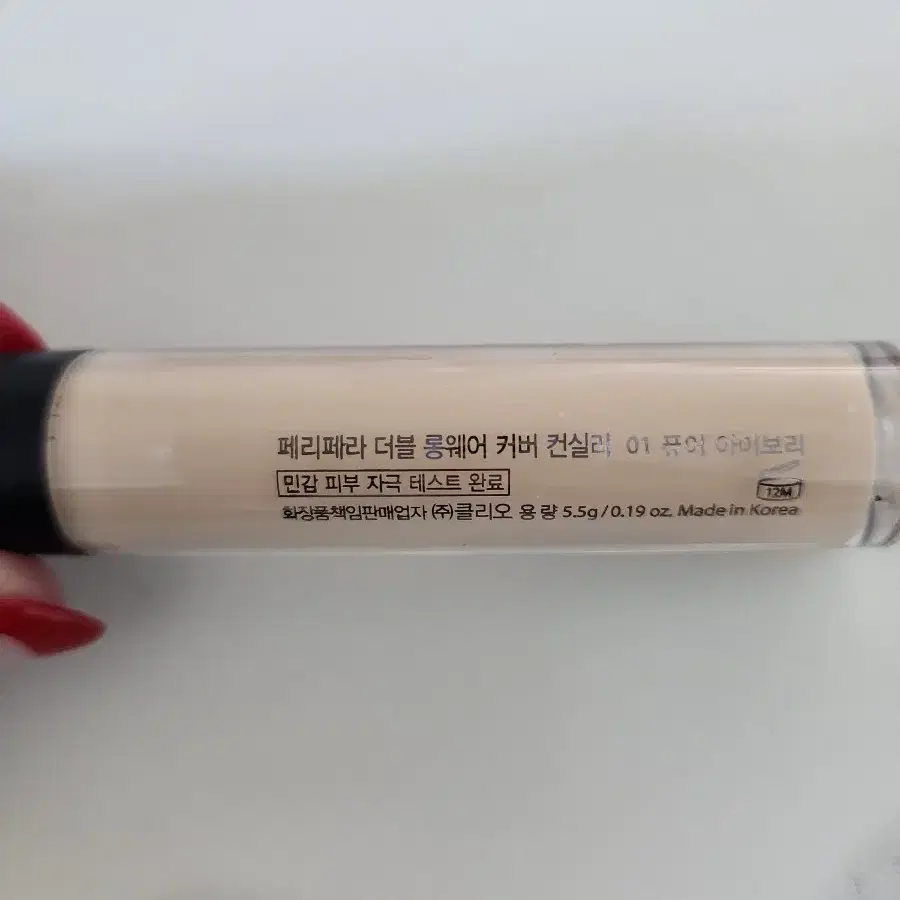 페리페라 더블 롱웨어 커버 컨실러 01 퓨어 아이보리
민감 피부 자극 테스트 완료
12M
화장품책임판매업자 ㈜클리오 용량 5.5g/0.19 oz. Made in Korea